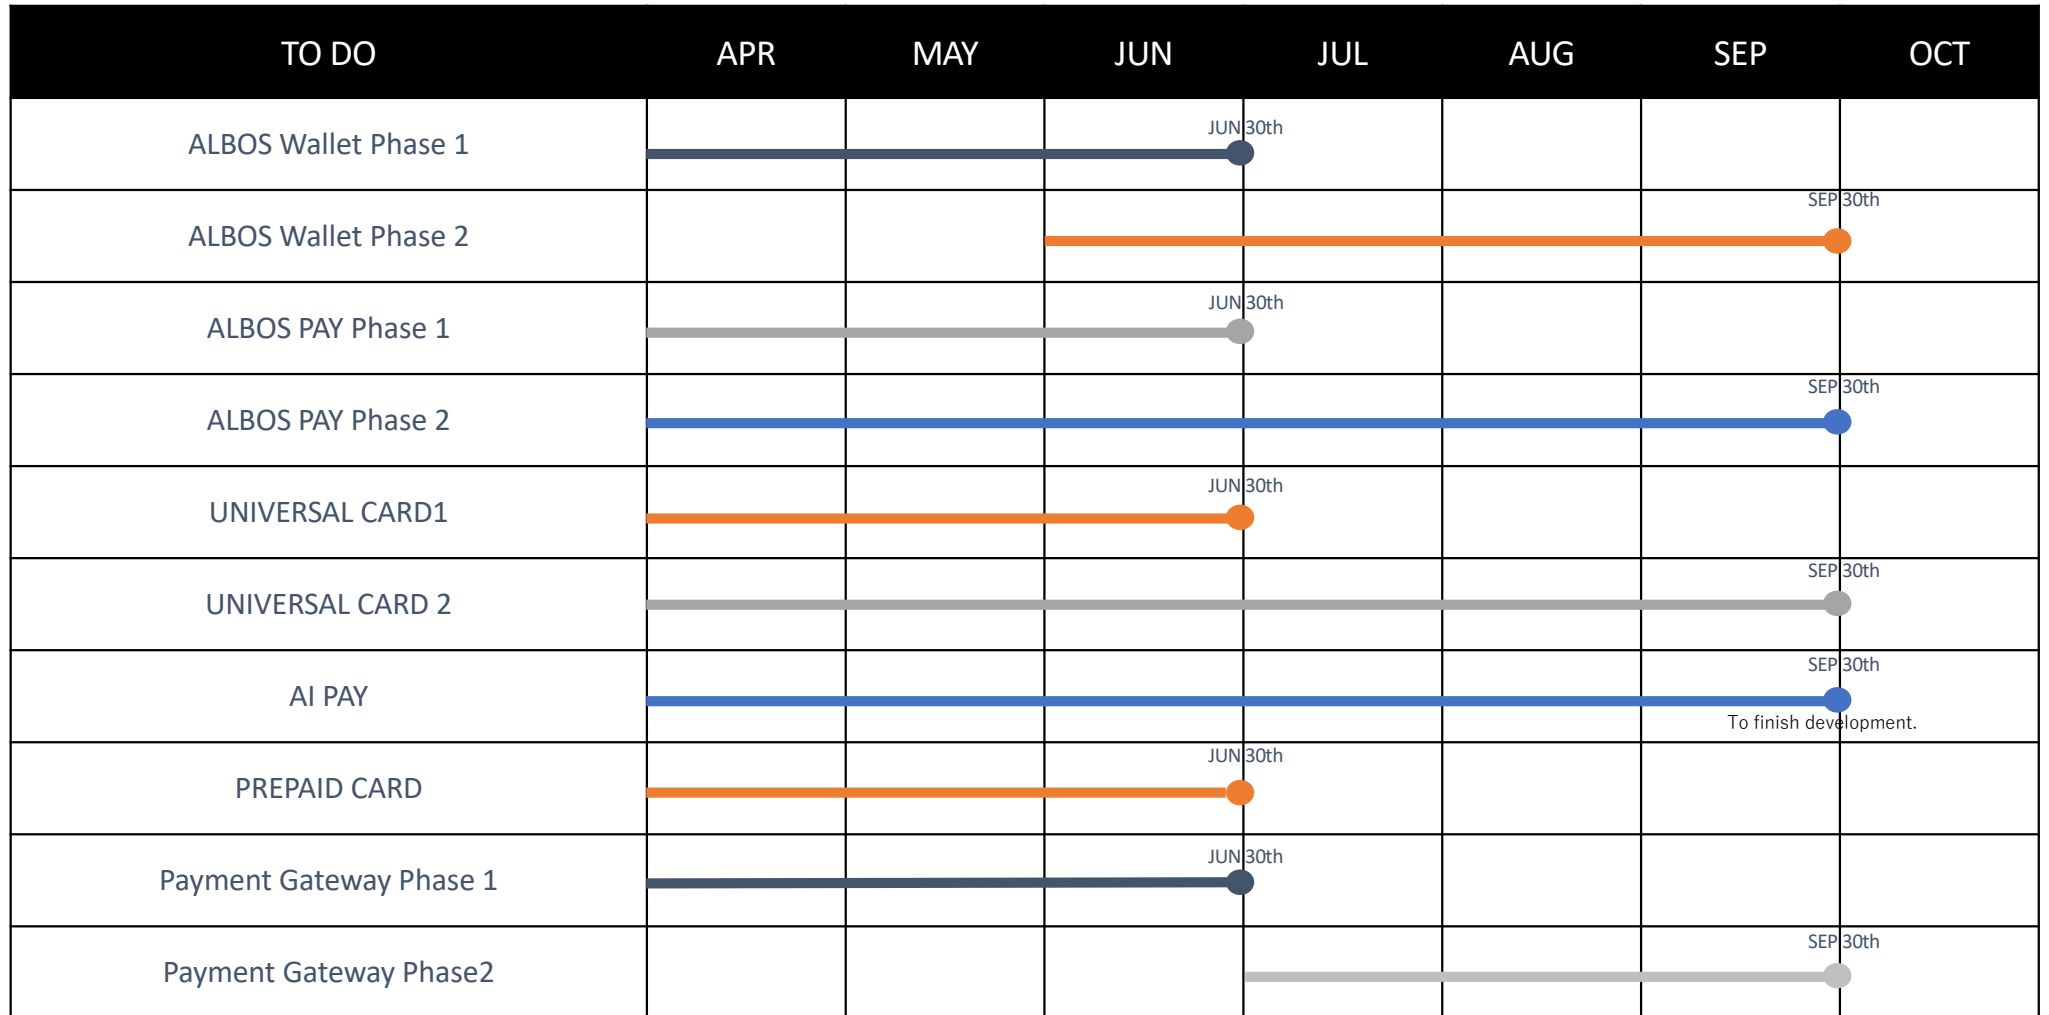 TO DO APR MAY JUN JUL AUG SEP OCT
ALBOS Wallet Phase 1 JUN 30th
ALBOS Wallet Phase 2 SEP 30th
ALBOS PAY Phase 1 JUN 30th
ALBOS PAY Phase 2 SEP 30th
UNIVERSAL CARD1 JUN 30th
UNIVERSAL CARD 2 SEP 30th
AI PAY SEP 30th
To finish development.
PREPAID CARD JUN 30th
Payment Gateway Phase 1 JUN 30th
Payment Gateway Phase2 SEP 30th